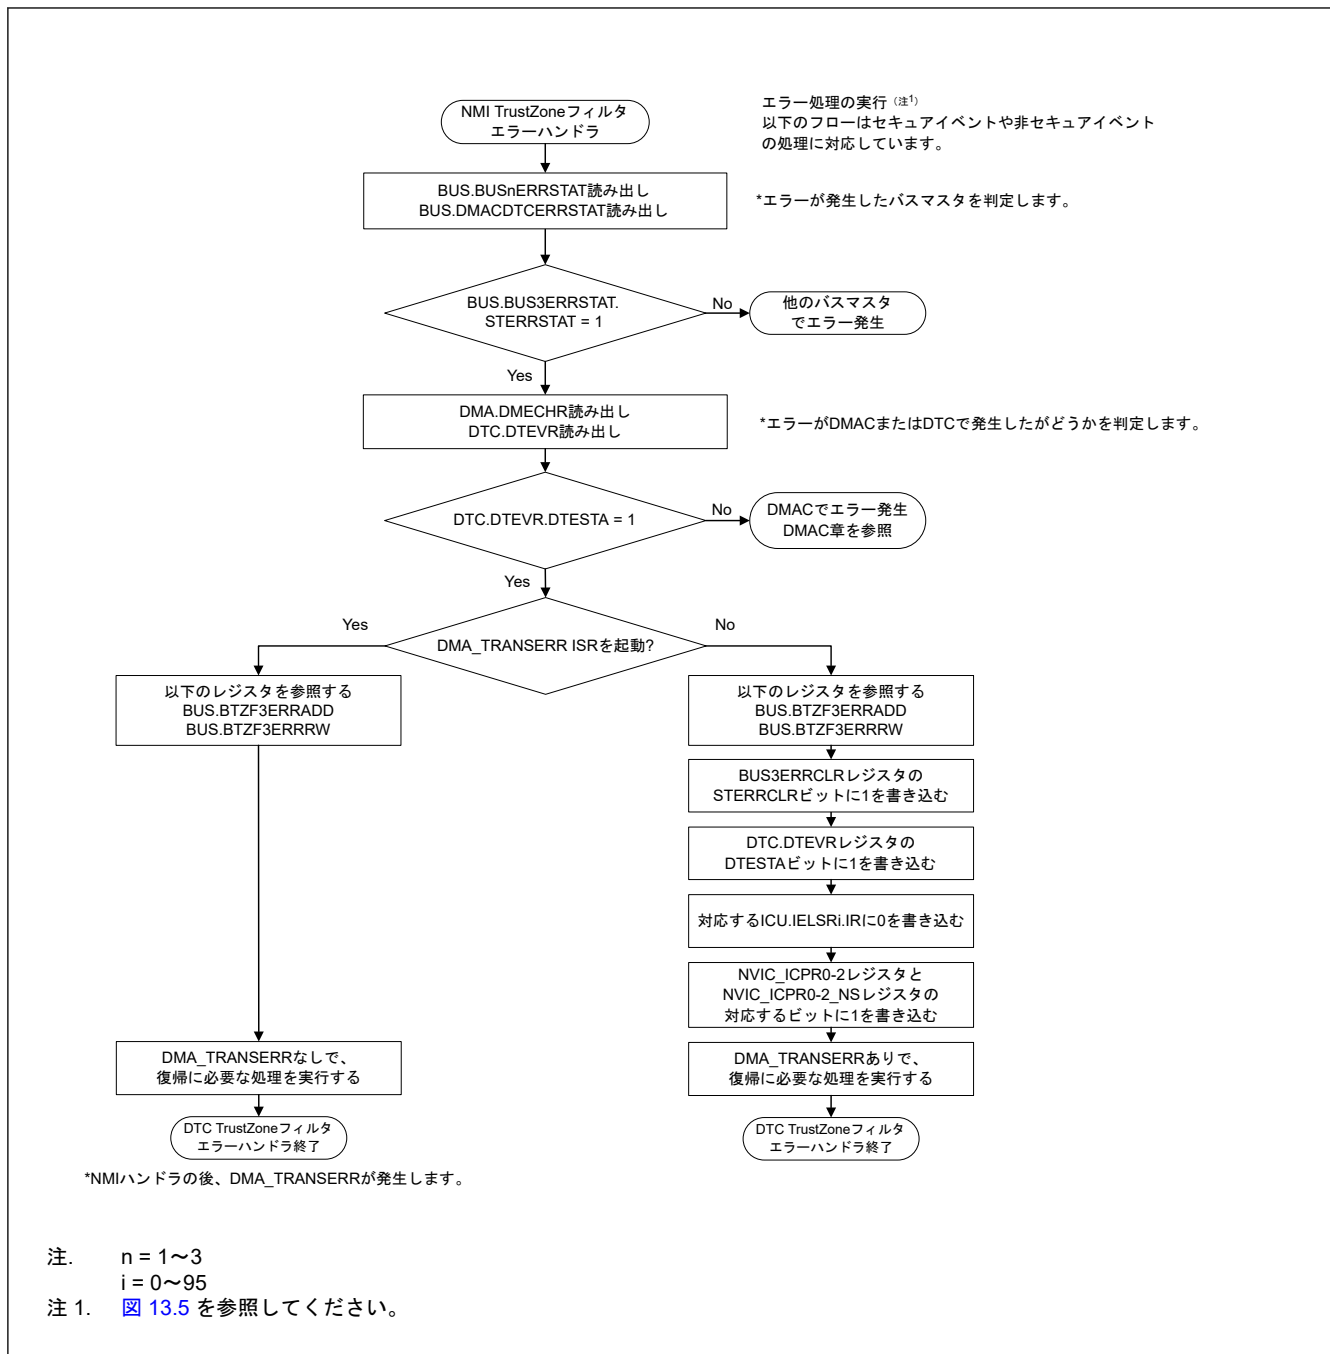 NMI TrustZoneフィルタ
エラーハンドラ
エラー処理の実行（注1）
以下のフローはセキュアイベントや非セキュアイベント
の処理に対応しています。
BUS.BUSnERRSTAT読み出し
BUS.DMACDTCERRSTAT読み出し
*エラーが発生したバスマスタを判定します。
BUS.BUS3ERRSTAT.
STERRSTAT = 1
No
他のバスマスタ
でエラー発生
Yes
DMA.DMECHR読み出し
DTC.DTEVR読み出し
*エラーがDMACまたはDTCで発生したがどうかを判定します。
DTC.DTEVR.DTESTA = 1
No
DMACでエラー発生
DMAC章を参照
Yes
DMA_TRANSERR ISRを起動?
Yes
No
以下のレジスタを参照する
BUS.BTZF3ERRADD
BUS.BTZF3ERRRW
以下のレジスタを参照する
BUS.BTZF3ERRADD
BUS.BTZF3ERRRW
BUS3ERRCLRレジスタの
STERRCLRビットに1を書き込む
DTC.DTEVRレジスタの
DTESTAビットに1を書き込む
対応するICU.IELSRi.IRに0を書き込む
NVIC_ICPR0-2レジスタと
NVIC_ICPR0-2_NSレジスタの
対応するビットに1を書き込む
DMA_TRANSERRなしで、
復帰に必要な処理を実行する
DMA_TRANSERRありで、
復帰に必要な処理を実行する
DTC TrustZoneフィルタ
エラーハンドラ終了
DTC TrustZoneフィルタ
エラーハンドラ終了
*NMIハンドラの後、DMA_TRANSERRが発生します。
注. n = 1～3
i = 0～95
注 1. 図 13.5 を参照してください。